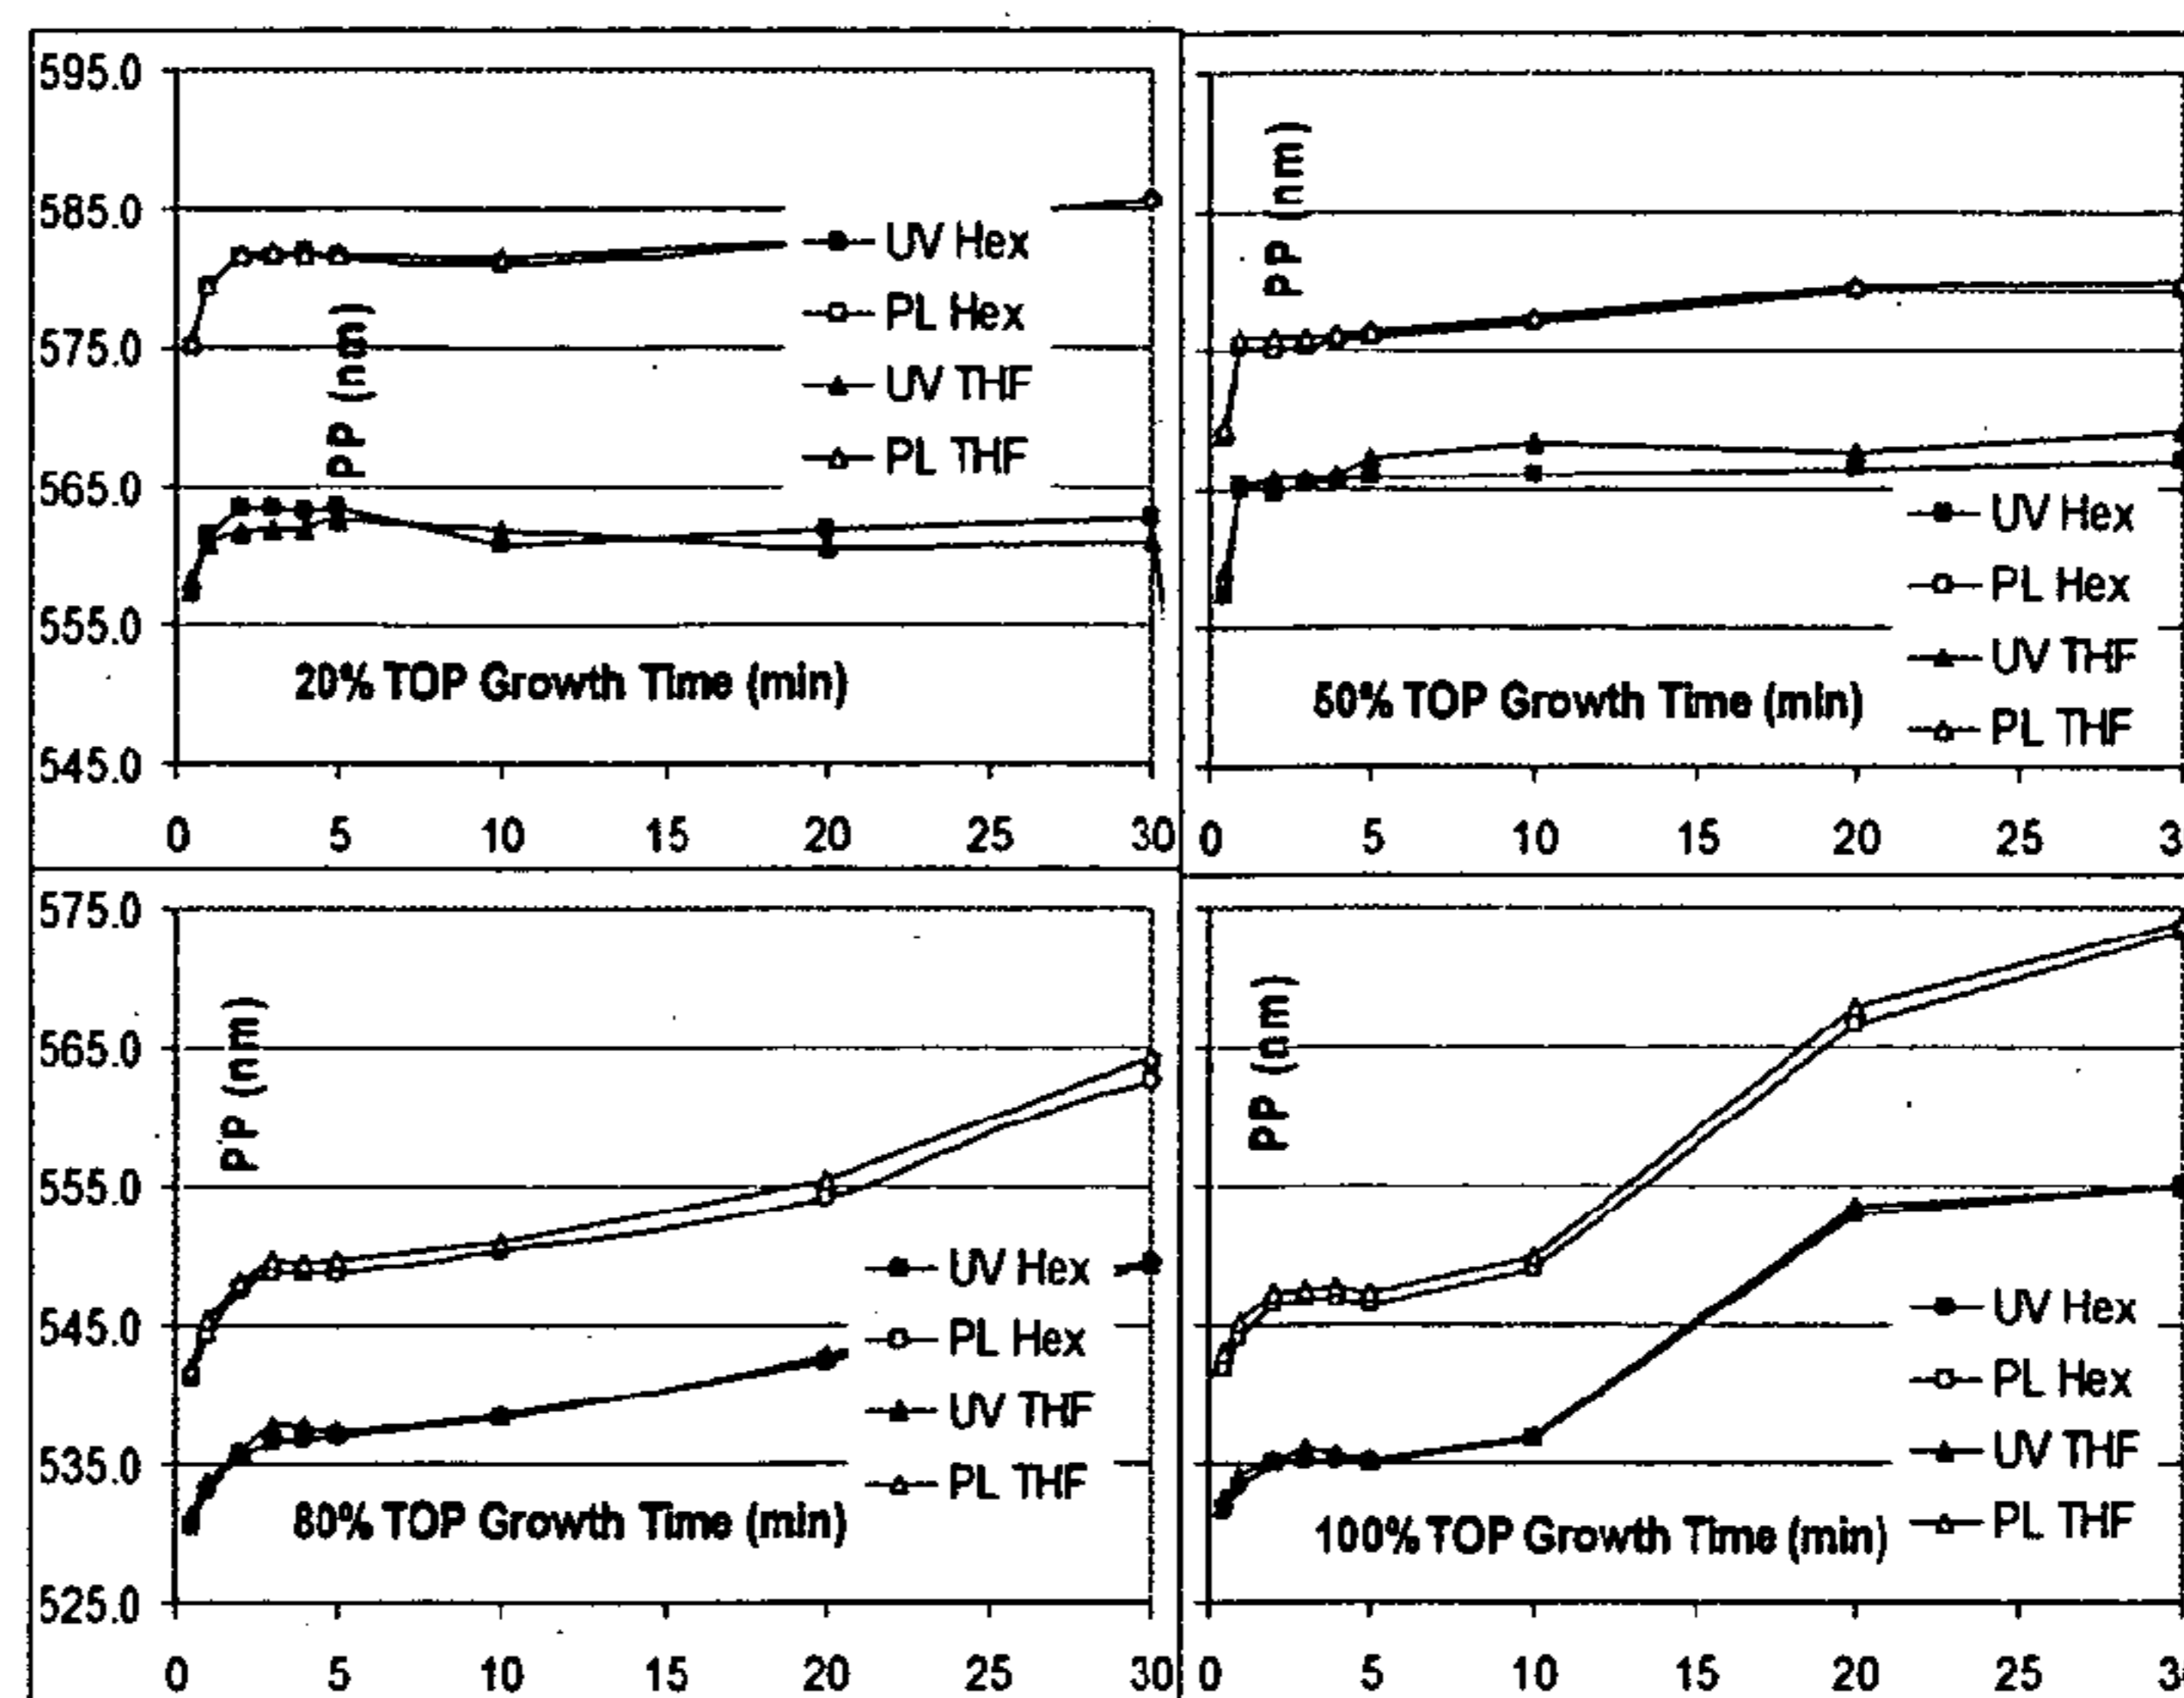 595.0
585.0
575.0
565.0
555.0
545.0
PP (nm)
UV Hex
PL Hex
UV THF
PL THF
20% TOP Growth Time (min)
0 5 10 15 20 25 30
PP (nm)
UV Hex
PL Hex
UV THF
PL THF
50% TOP Growth Time (min)
0 5 10 15 20 25 3
575.0
565.0
555.0
545.0
535.0
525.0
PP (nm)
UV Hex
PL Hex
UV THF
PL THF
80% TOP Growth Time (min)
0 5 10 15 20 25 30
PP (nm)
UV Hex
PL Hex
UV THF
PL THF
100% TOP Growth Time (min)
0 5 10 15 20 25 3